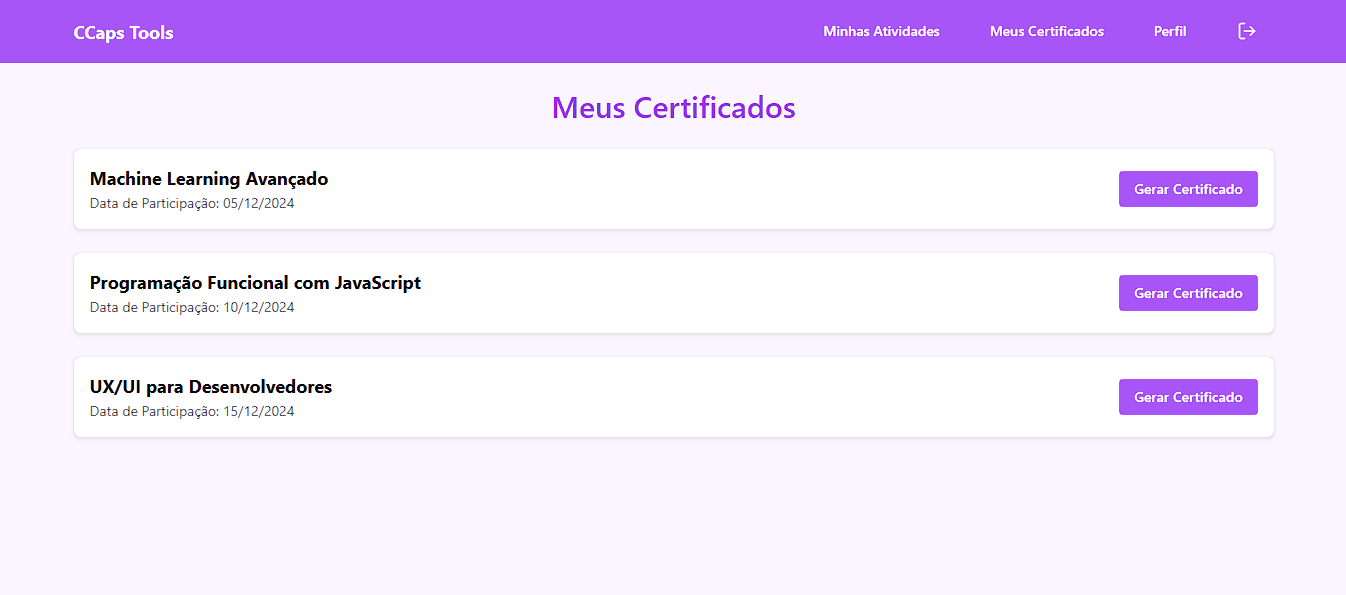 CCaps Tools
Minhas Atividades
Meus Certificados
Perfil
Meus Certificados
Machine Learning Avançado
Data de Participação: 05/12/2024
Gerar Certificado
Programação Funcional com JavaScript
Data de Participação: 10/12/2024
Gerar Certificado
UX/UI para Desenvolvedores
Data de Participação: 15/12/2024
Gerar Certificado